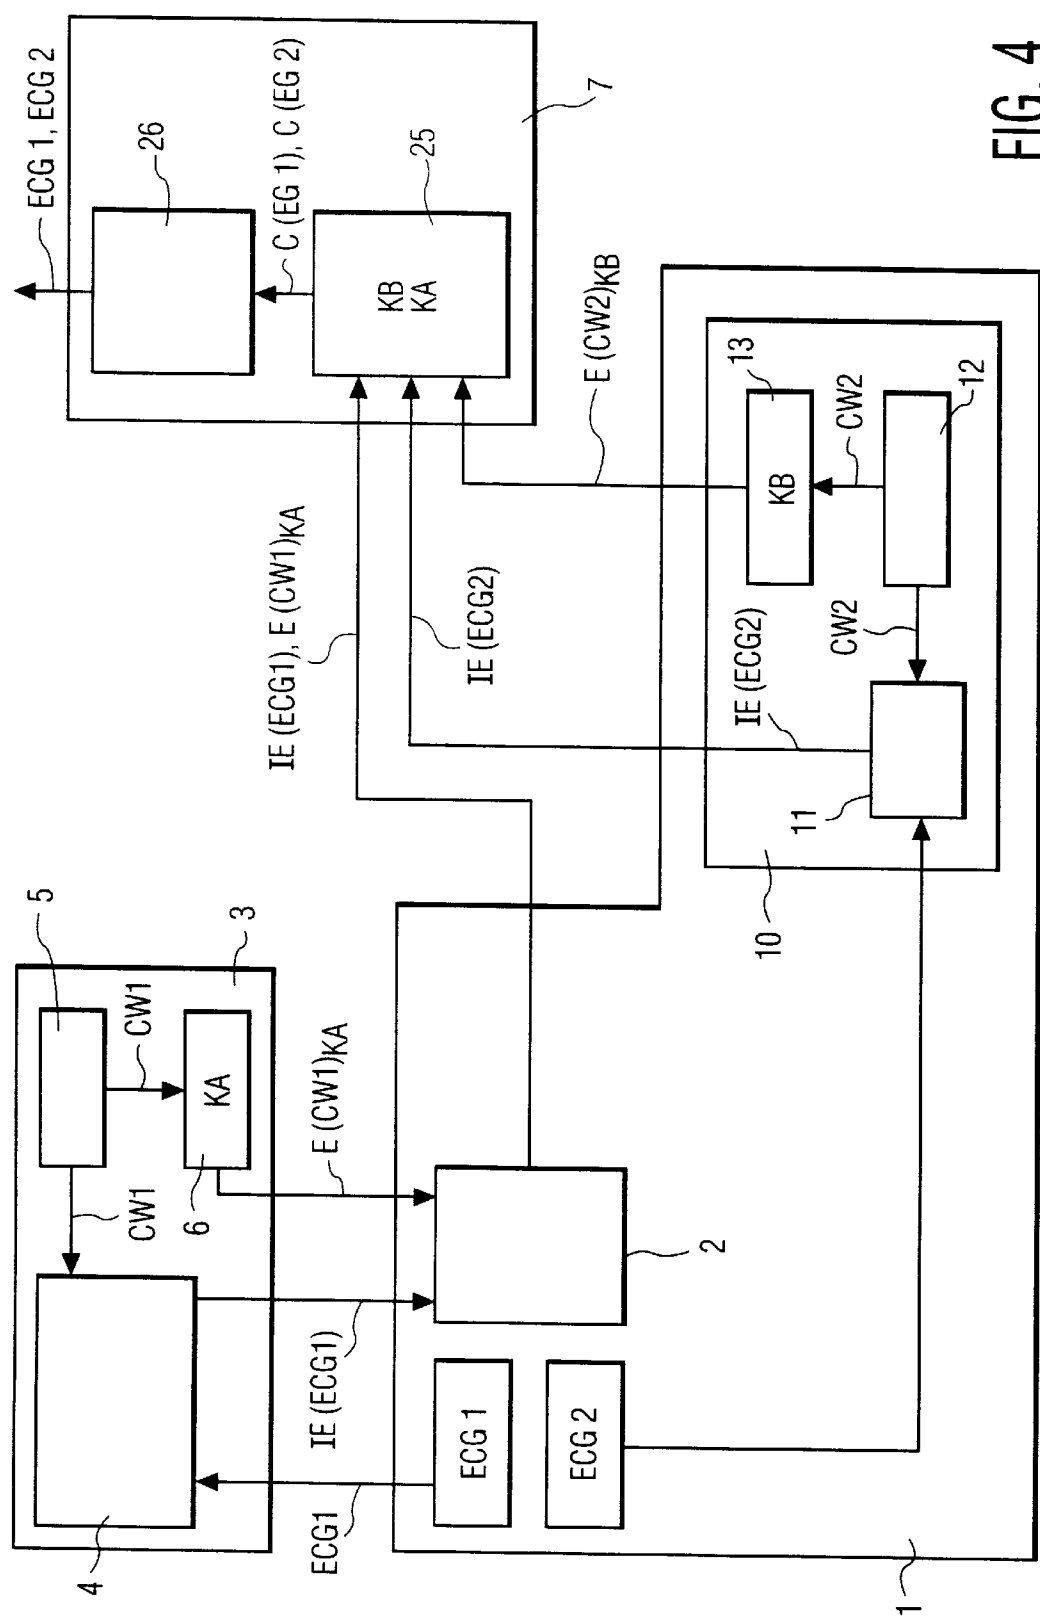 4
5
CW1
CW1
KA
6
3
ECG1
IE (ECG1)
E (CW1)KA
ECG 1
ECG 2
2
1
IE (ECG1), E (CW1)KA
IE (ECG2)
E (CW2)KB
10
11
IE (ECG2)
CW2
CW2
KB
13
12
ECG 1, ECG 2
26
C (EG 1), C (EG 2)
KB
KA
25
7
FIG. 4